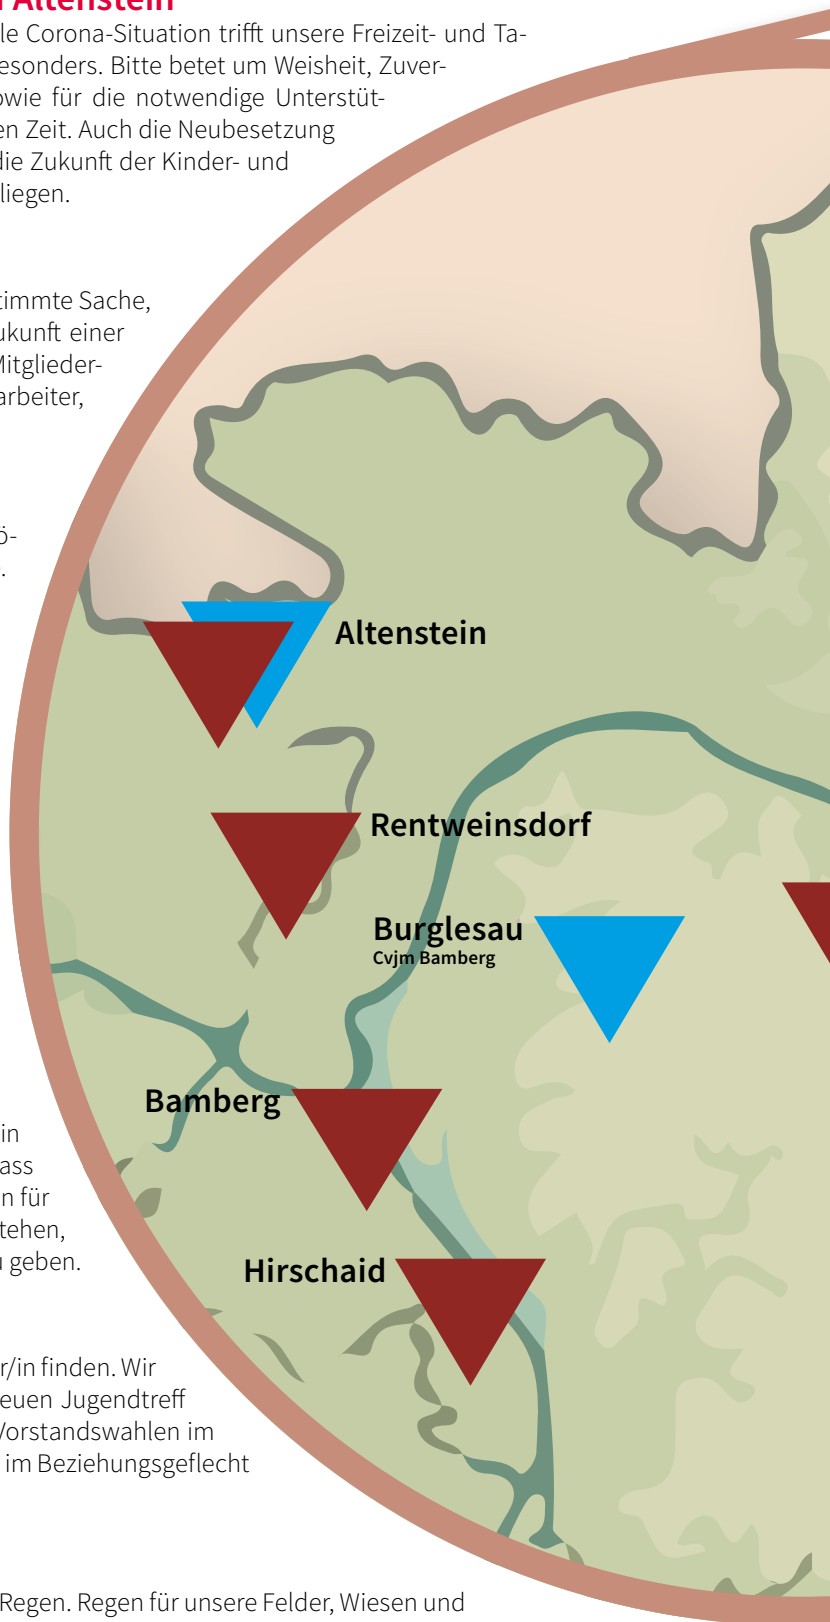 Altenstein
le Corona-Situation trifft unsere Freizeit- und Ta-
esonders. Bitte betet um Weisheit, Zuver-
owie für die notwendige Unterstüt-
en Zeit. Auch die Neubesetzung
die Zukunft der Kinder- und
liegen.
timmte Sache,
ukunft einer
Mitglieder-
arbeiter,
ö-
.
Altenstein
Rentweinsdorf
Burglesau
Cvjm Bamberg
Bamberg
in
ass
n für
tehen,
u geben.
Hirschaid
r/in finden. Wir
euen Jugendtreff
Vorstandswahlen im
im Beziehungsgeflecht
Regen. Regen für unsere Felder, Wiesen und